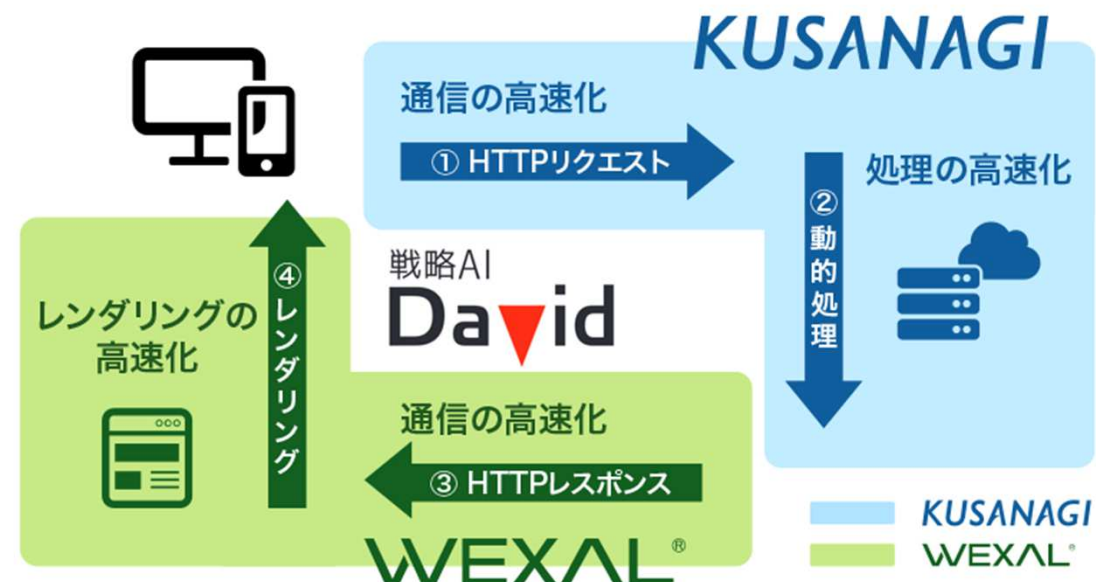 KUSANAGI
通信の高速化
① HTTPリクエスト
処理の高速化
②動的処理
戦略AI
David
レンダリングの
高速化
④レンダリング
通信の高速化
③ HTTPレスポンス
WEXAL®
KUSANAGI
WEXAL®